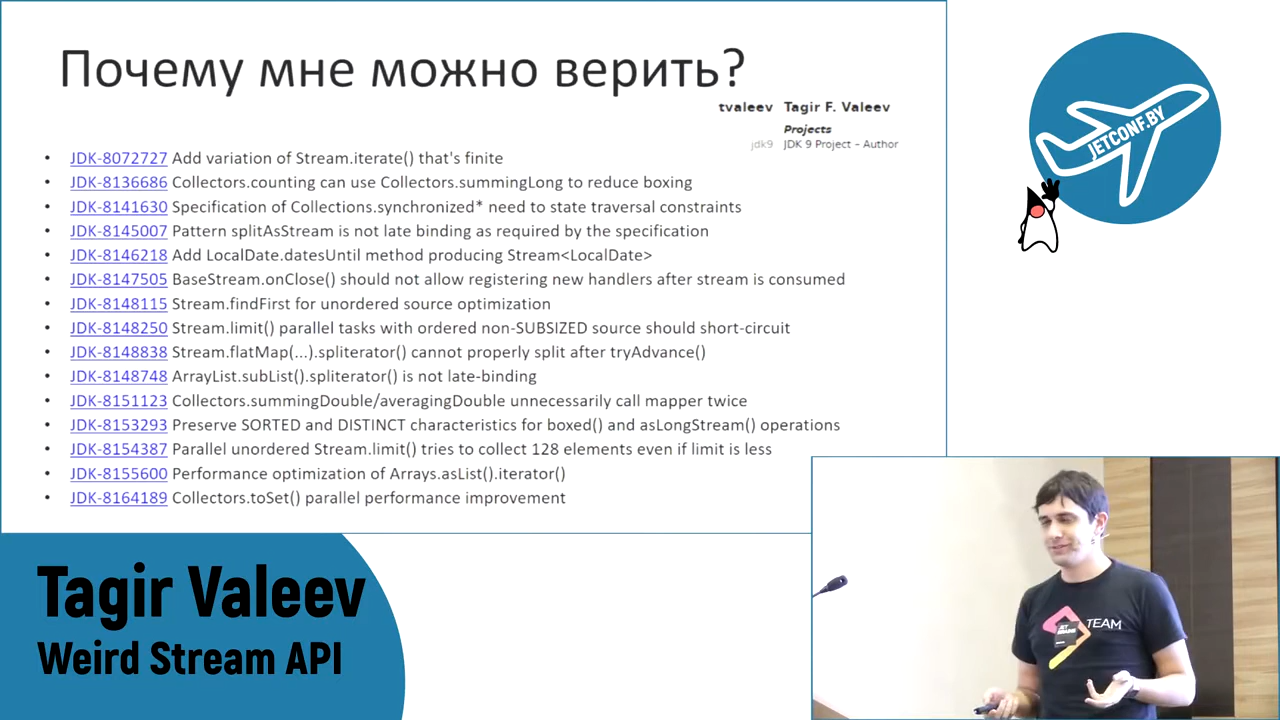 Почему мне можно верить?
tvaleev Tagir F. Valeev
Projects
jdk9 JDK 9 Project – Author
• JDK-8072727 Add variation of Stream.iterate() that's finite
• JDK-8136686 Collectors.counting can use Collectors.summingLong to reduce boxing
• JDK-8141630 Specification of Collections.synchronized* need to state traversal constraints
• JDK-8145007 Pattern splitAsStream is not late binding as required by the specification
• JDK-8146218 Add LocalDate.datesUntil method producing Stream<LocalDate>
• JDK-8147505 BaseStream.onClose() should not allow registering new handlers after stream is consumed
• JDK-8148115 Stream.findFirst for unordered source optimization
• JDK-8148250 Stream.limit() parallel tasks with ordered non-SUBSIZED source should short-circuit
• JDK-8148838 Stream.flatMap(...).spliterator() cannot properly split after tryAdvance()
• JDK-8148748 ArrayList.subList().spliterator() is not late-binding
• JDK-8151123 Collectors.summingDouble/averagingDouble unnecessarily call mapper twice
• JDK-8153293 Preserve SORTED and DISTINCT characteristics for boxed() and asLongStream() operations
• JDK-8154387 Parallel unordered Stream.limit() tries to collect 128 elements even if limit is less
• JDK-8155600 Performance optimization of Arrays.asList().iterator()
• JDK-8164189 Collectors.toSet() parallel performance improvement
JETCONF.BY
Tagir Valeev
Weird Stream API
JET
BRAINS
TEAM